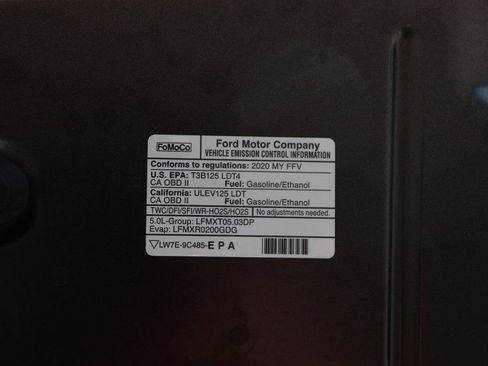 FoMoCo
Ford Motor Company
VEHICLE EMISSION CONTROL INFORMATION
Conforms to regulations: 2020 MY FFV
U.S. EPA: T3B125 LDT4
CA OBD II Fuel: Gasoline/Ethanol
California: ULEV125 LDT
CA OBD II Fuel: Gasoline/Ethanol
TWC/DFI/SFI/WR-HO2S/HO2S No adjustments needed.
5.0L-Group: LFMXT05.03DP
Evap: LFMXR0200GDG
LW7E-9C485-EPA